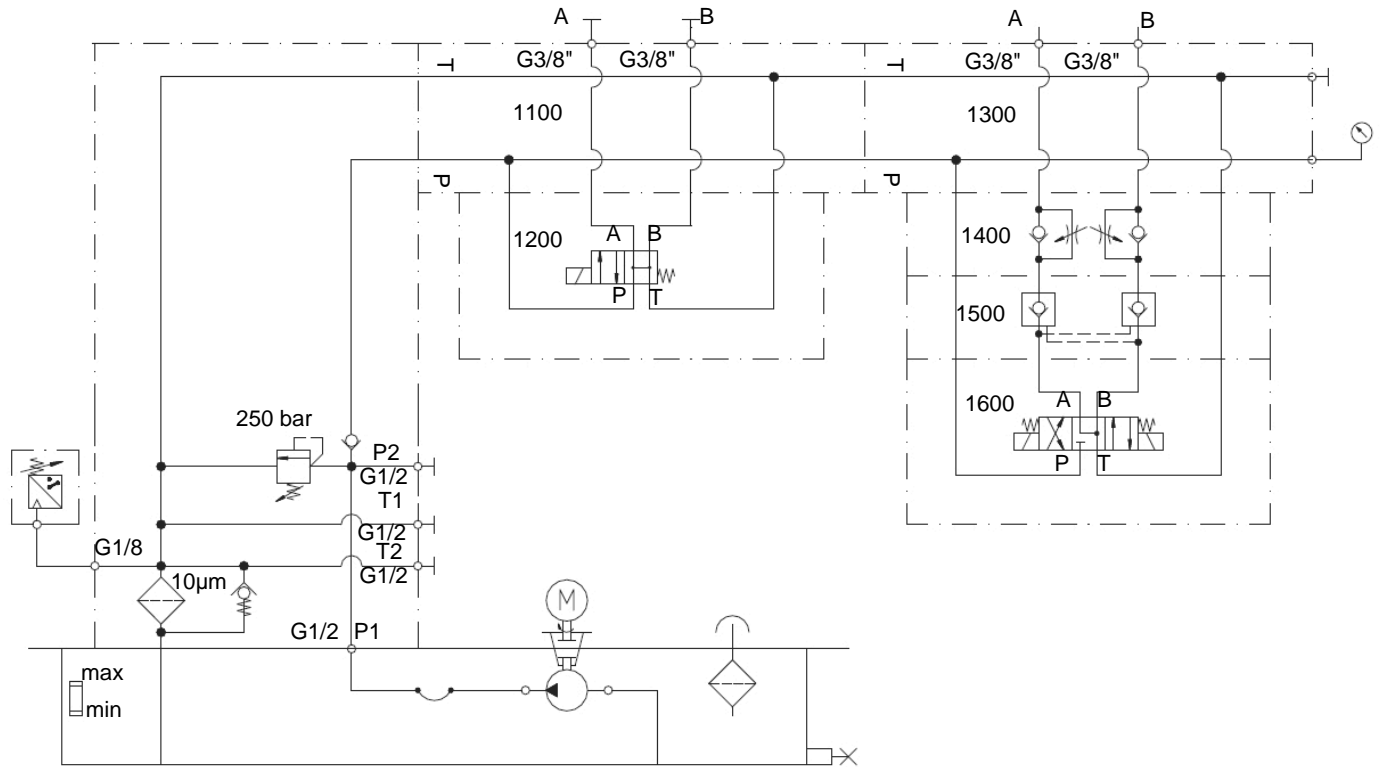 A B A B
T G3/8" G3/8" T G3/8" G3/8"
1100 1300
P P
1200 A B 1400
P T
1500
1600 A B
P T
250 bar
P2
G1/2
T1
G1/2
T2
G1/8 G1/2
10µm
G1/2 P1
M
max
min